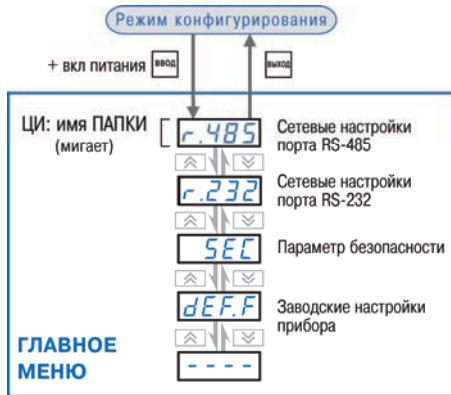 Режим конфигурирования
+ вкл питания ввод выход
ЦИ: имя ПАПКИ
(мигает)
r.485
Сетевые настройки
порта RS-485
r.232
Сетевые настройки
порта RS-232
SEC
Параметр безопасности
dEF.F
Заводские настройки
прибора
ГЛАВНОЕ
МЕНЮ
----